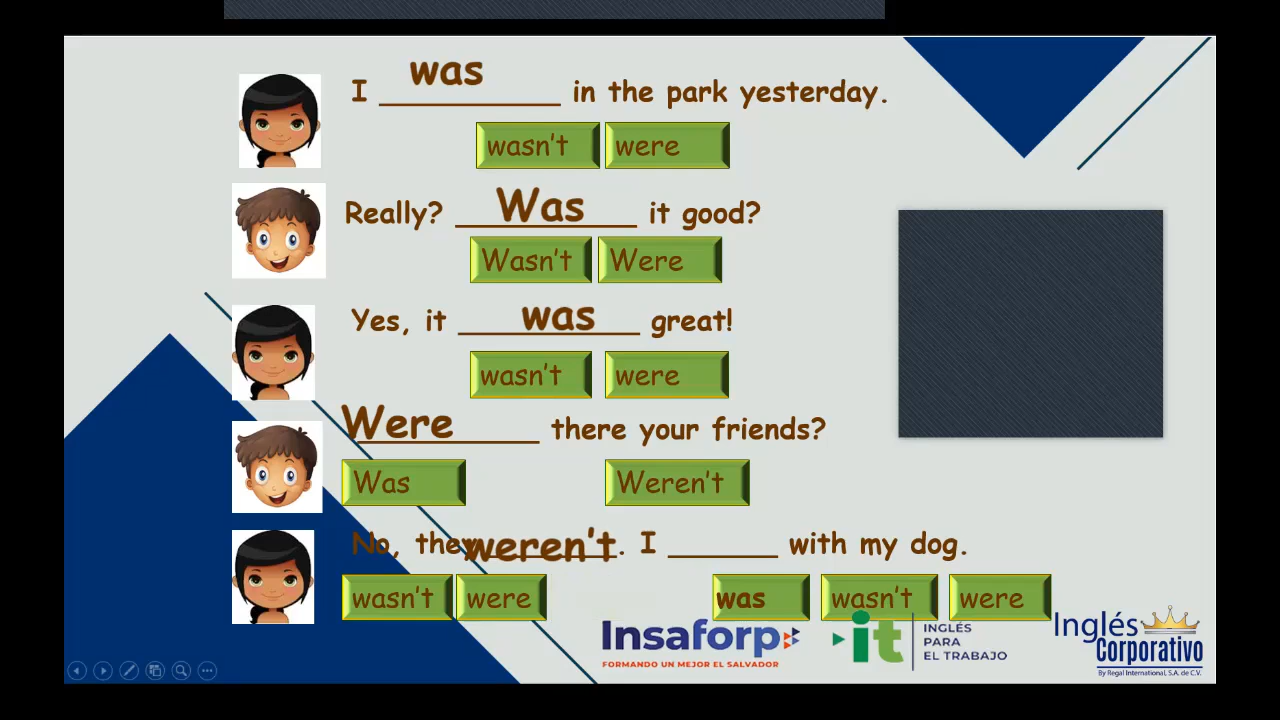 I was in the park yesterday.
wasn't were
Really? Was it good?
Wasn't Were
Yes, it was great!
wasn't were
Were there your friends?
Was Weren't
No, they weren't. I ______ with my dog.
wasn't were was wasn't were
Insaforp
FORMANDO UN MEJOR EL SALVADOR
it
INGLÉS
PARA
EL TRABAJO
Inglés
Corporativo
By Regal International, S.A. de C.V.